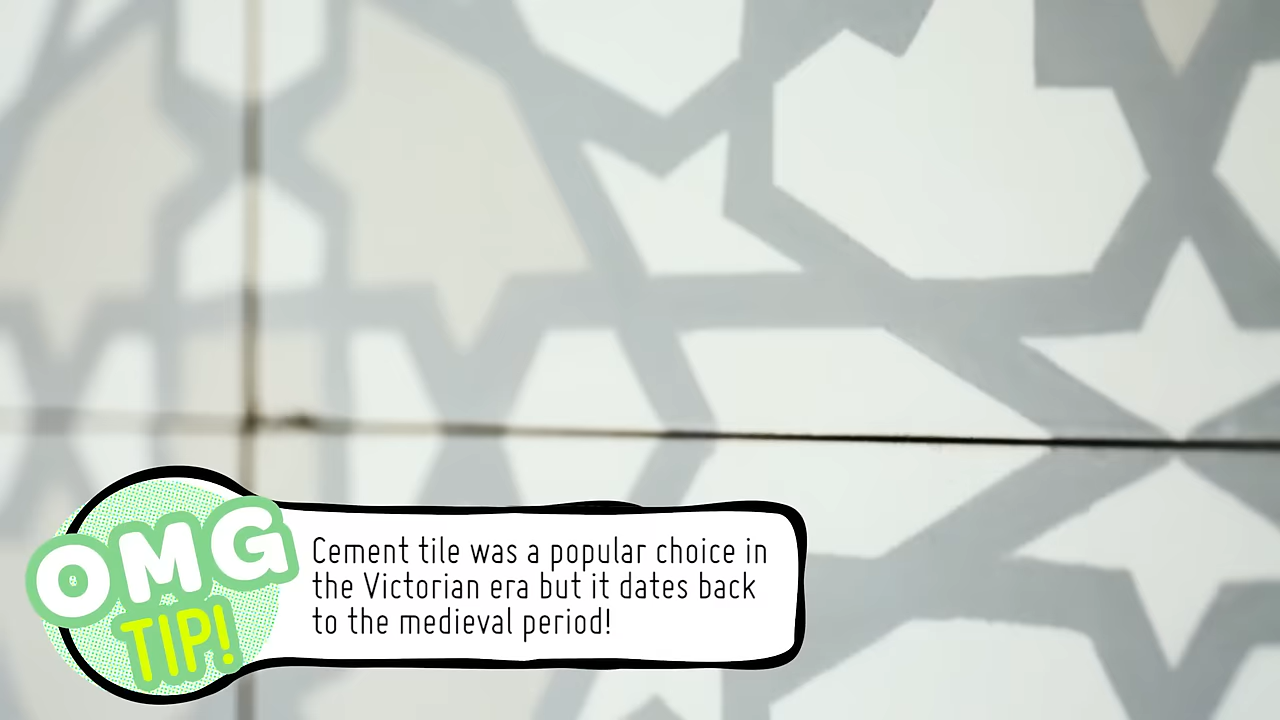 OMG
TIP!
Cement tile was a popular choice in
the Victorian era but it dates back
to the medieval period!